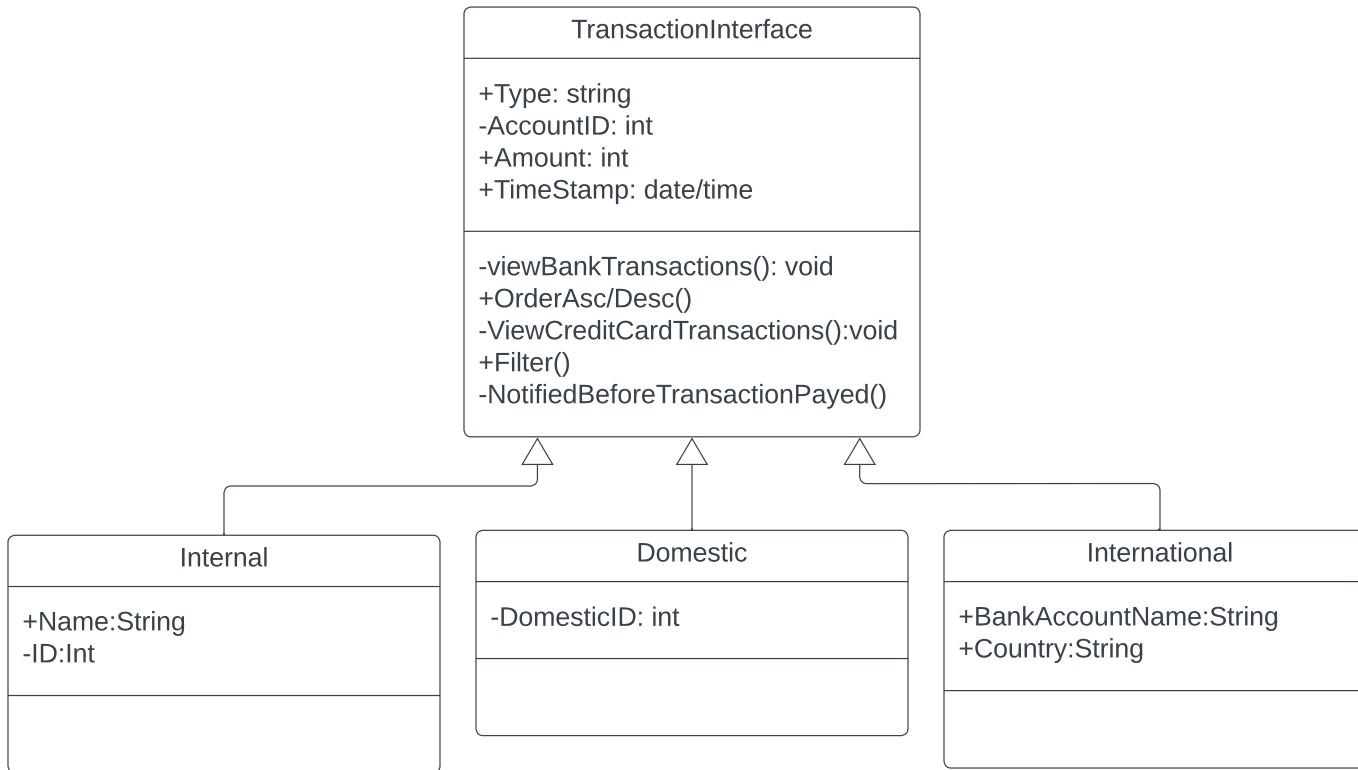 TransactionInterface
+Type: string
-AccountID: int
+Amount: int
+TimeStamp: date/time
-viewBankTransactions(): void
+OrderAsc/Desc()
-ViewCreditCardTransactions():void
+Filter()
-NotifiedBeforeTransactionPayed()
Internal
+Name:String
-ID:Int
Domestic
-DomesticID: int
International
+BankAccountName:String
+Country:String